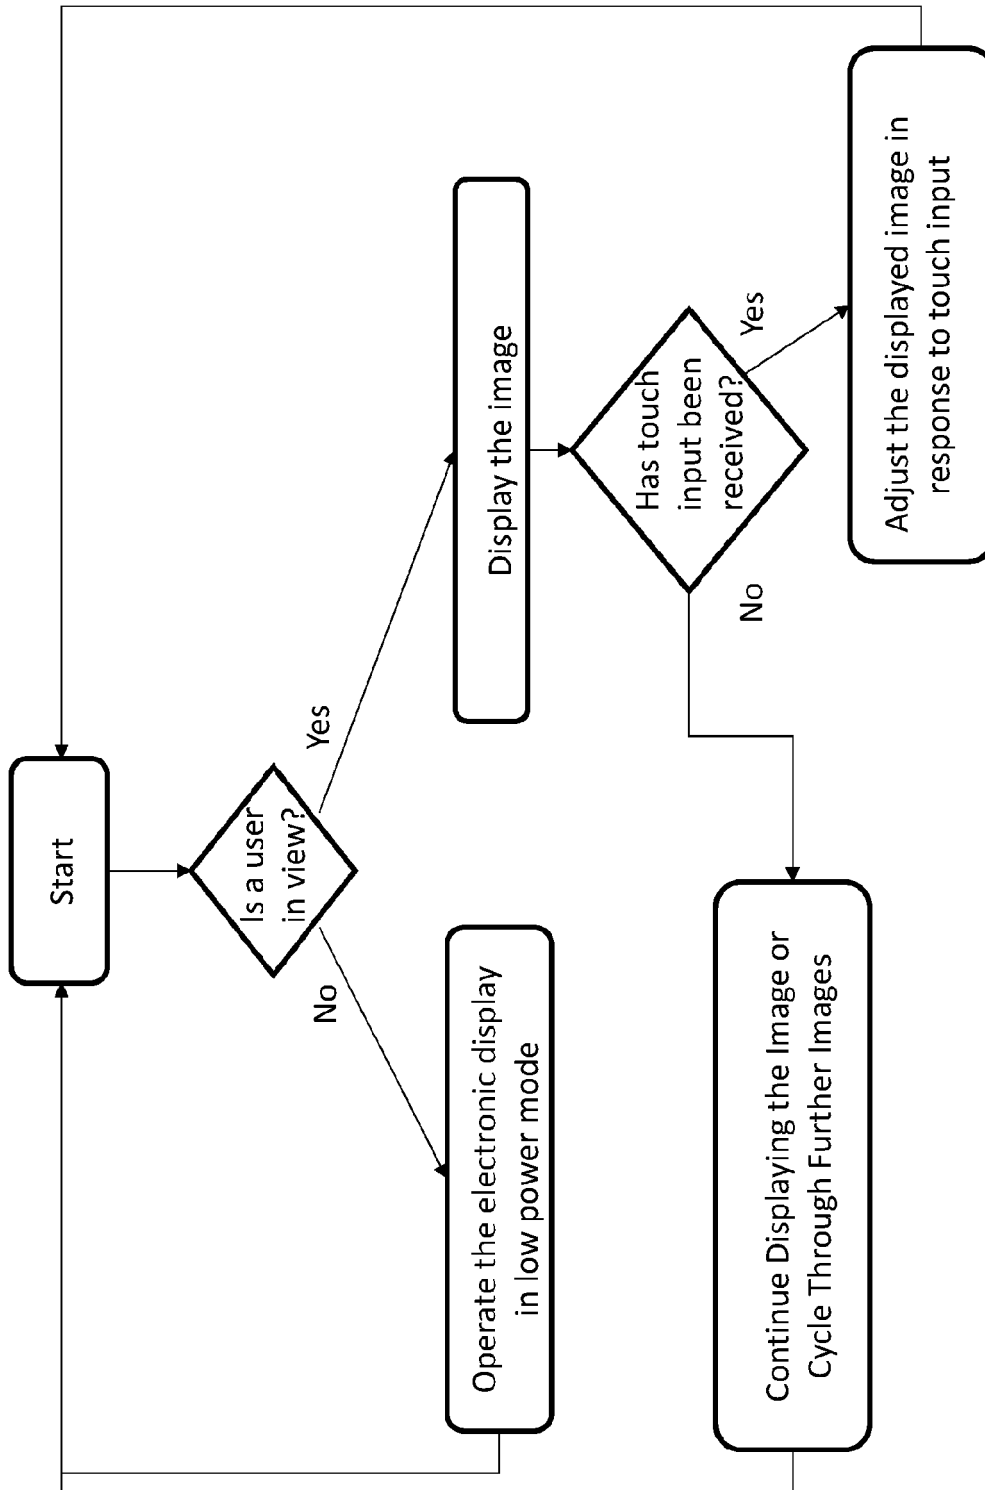 Start
Is a user
in view?
No
Yes
Operate the electronic display
in low power mode
Display the image
Has touch
input been
received?
No
Yes
Continue Displaying the Image or
Cycle Through Further Images
Adjust the displayed image in
response to touch input